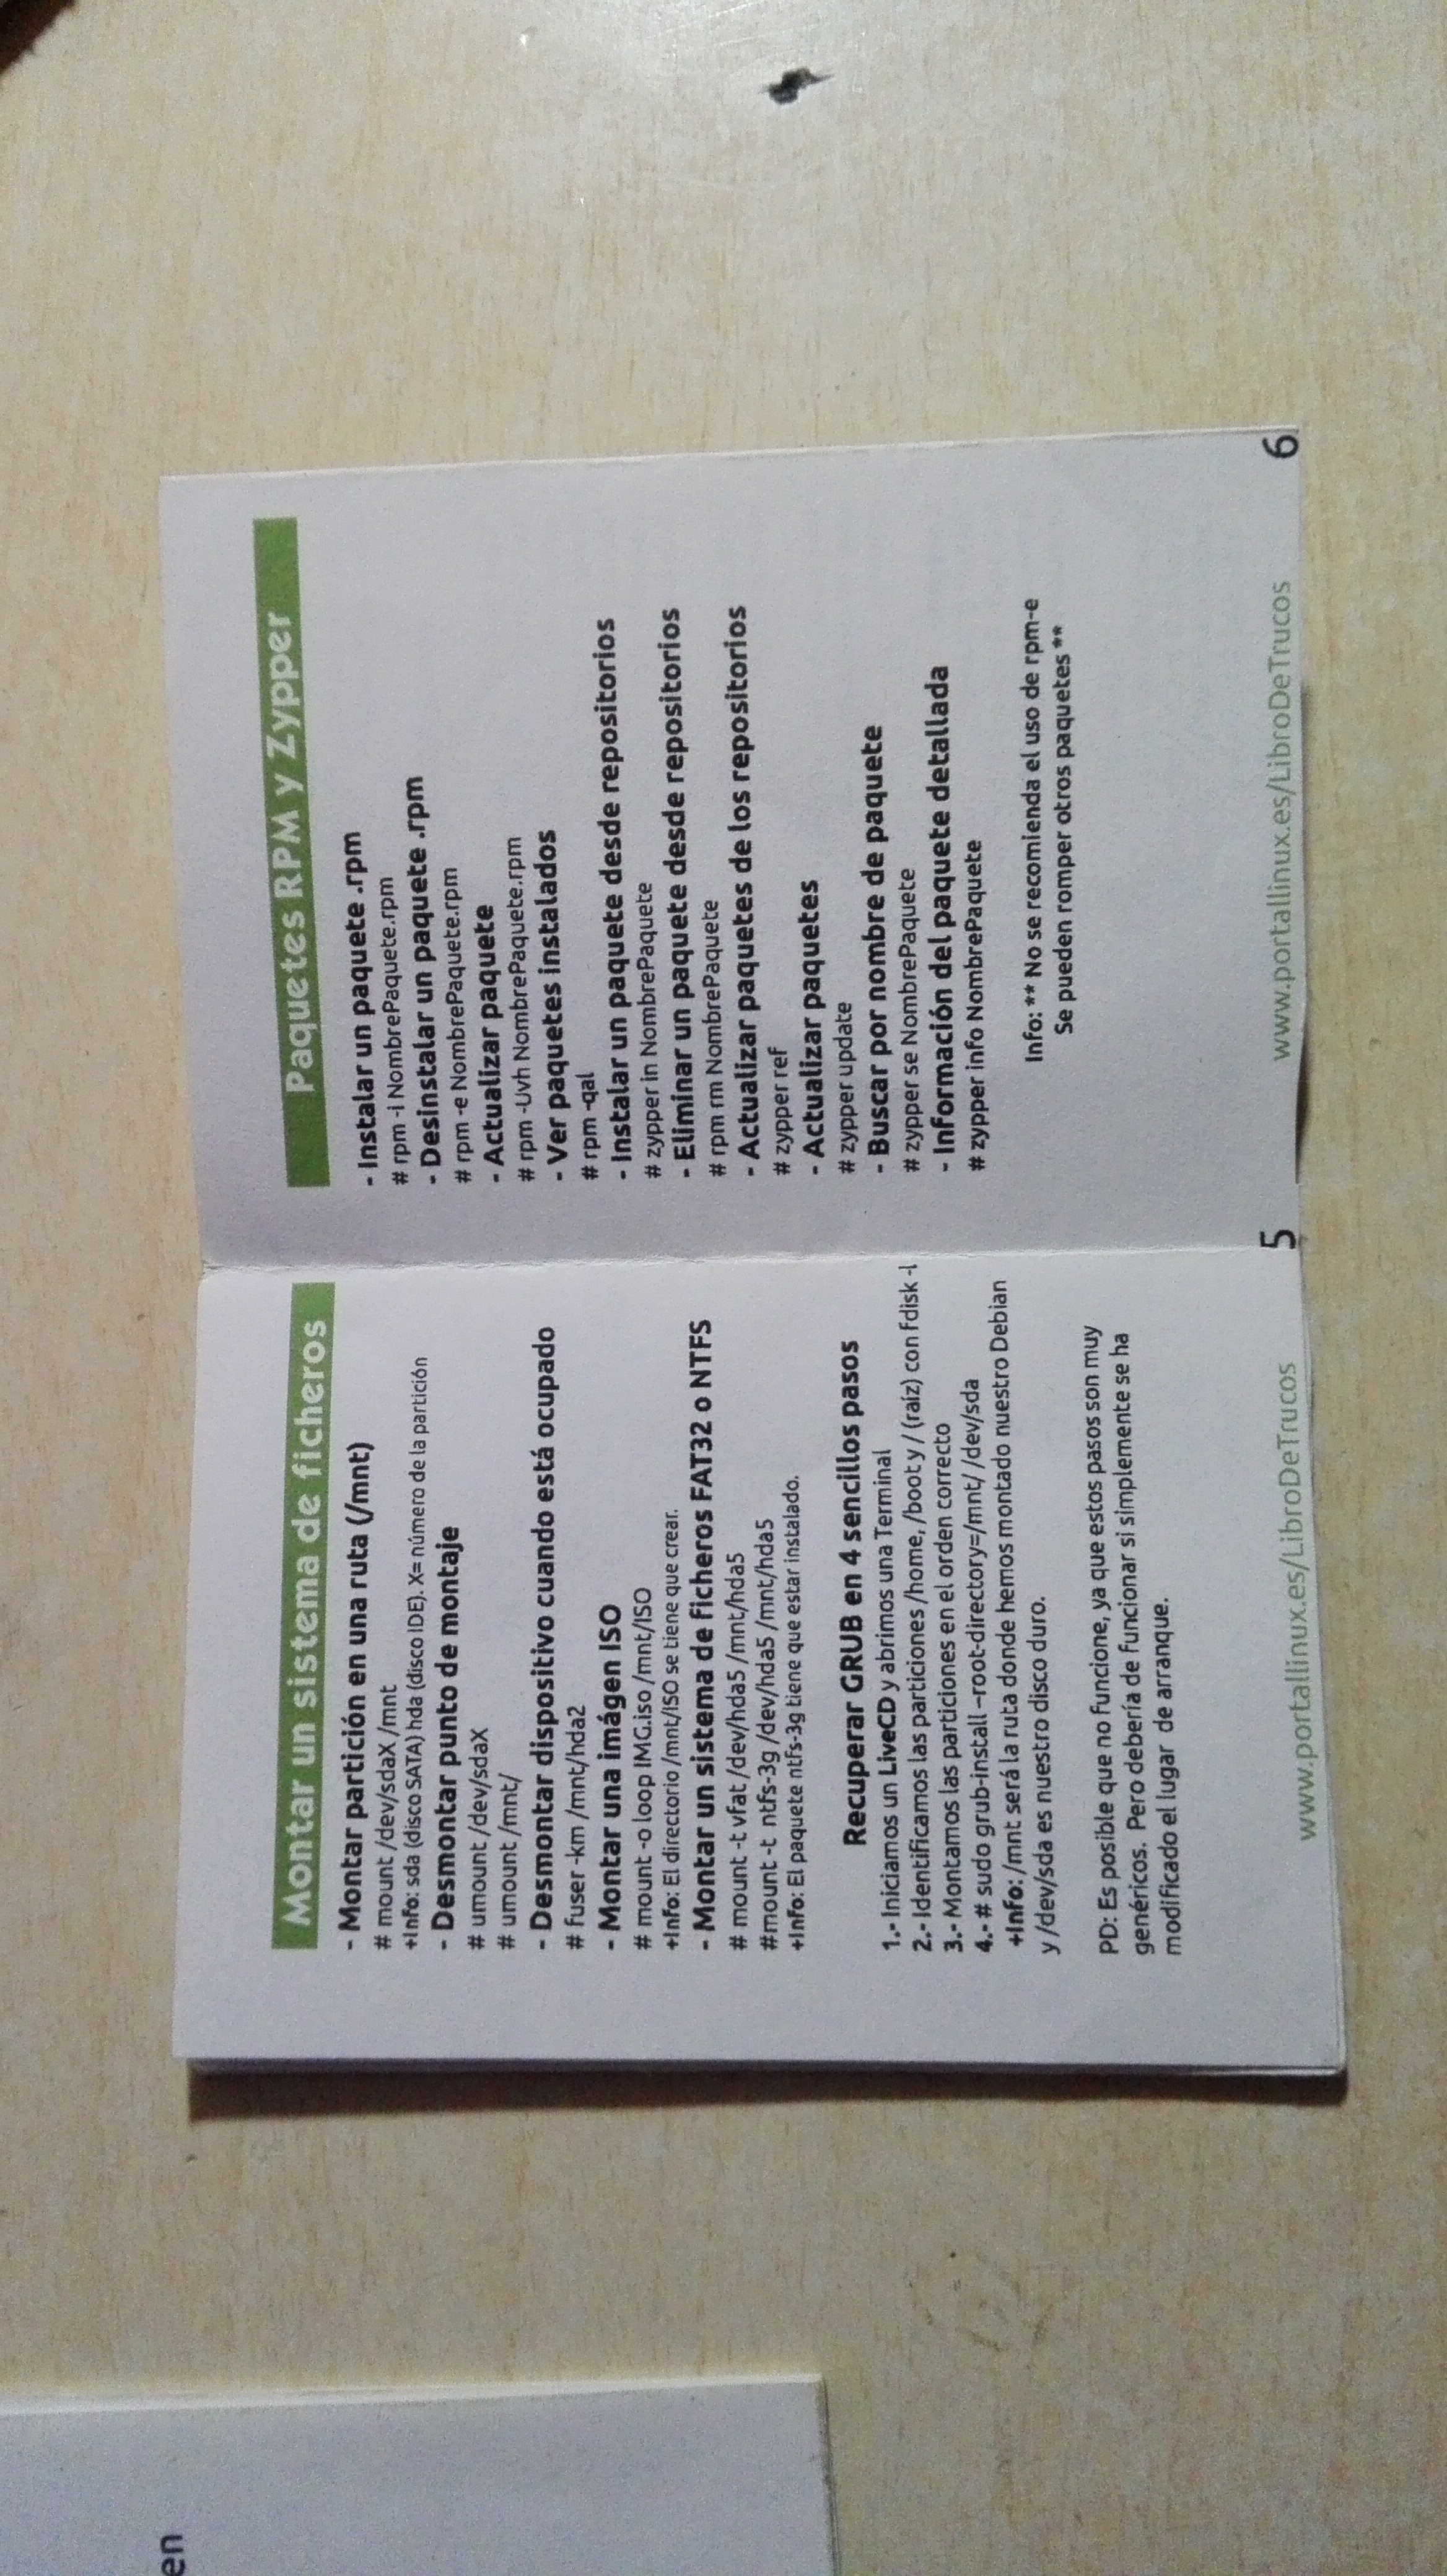 Montar un sistema de ficheros
- Montar partición en una ruta (/mnt)
# mount /dev/sdaX /mnt
+Info: sda (disco SATA) hda (disco IDE). X= número de la partición
- Desmontar punto de montaje
# umount /dev/sdaX
# umount /mnt/
- Desmontar dispositivo cuando está ocupado
# fuser -km /mnt/hda2
- Montar una imágen ISO
# mount -o loop IMG.iso /mnt/ISO
+Info: El directorio /mnt/ISO se tiene que crear.
- Montar un sistema de ficheros FAT32 o NTFS
# mount -t vfat /dev/hda5 /mnt/hda5
#mount -t ntfs-3g /dev/hda5 /mnt/hda5
+Info: El paquete ntfs-3g tiene que estar instalado.
Recuperar GRUB en 4 sencillos pasos
1.- Iniciamos un LiveCD y abrimos una Terminal
2.- Identificamos las particiones /home, /boot y / (raíz) con fdisk -l
3.- Montamos las particiones en el orden correcto
4.- # sudo grub-install –root-directory=/mnt/ /dev/sda
+Info: /mnt será la ruta donde hemos montado nuestro Debian
y /dev/sda es nuestro disco duro.
PD: Es posible que no funcione, ya que estos pasos son muy
genéricos. Pero debería de funcionar si simplemente se ha
modificado el lugar de arranque.
www.portallinux.es/LibroDeTrucos
5
Paquetes RPM y Zypper
- Instalar un paquete .rpm
# rpm -i NombrePaquete.rpm
- Desinstalar un paquete .rpm
# rpm -e NombrePaquete.rpm
- Actualizar paquete
# rpm -Uvh NombrePaquete.rpm
- Ver paquetes instalados
# rpm -qal
- Instalar un paquete desde repositorios
# zypper in NombrePaquete
- Eliminar un paquete desde repositorios
# rpm rm NombrePaquete
- Actualizar paquetes de los repositorios
# zypper ref
- Actualizar paquetes
# zypper update
- Buscar por nombre de paquete
# zypper se NombrePaquete
- Información del paquete detallada
# zypper info NombrePaquete
Info: ** No se recomienda el uso de rpm-e
Se pueden romper otros paquetes **
www.portallinux.es/LibroDeTrucos
6
en